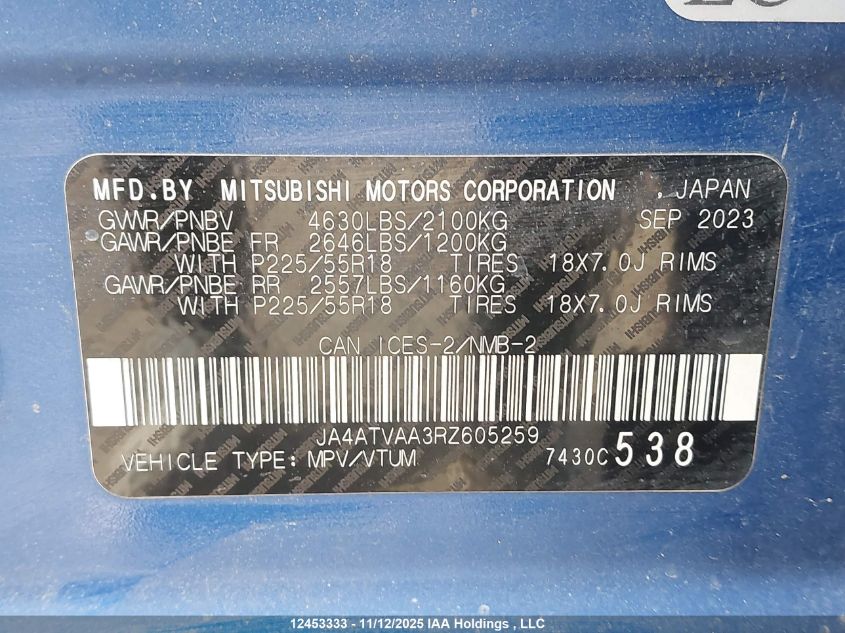 MFD.BY MITSUBISHI MOTORS CORPORATION , JAPAN
GVWR/PNBV 4630LBS/2100KG SEP 2023
GAWR/PNBE FR 2646LBS/1200KG
WITH P225/55R18 TIRES 18X7.0J RIMS
GAWR/PNBE RR 2557LBS/1160KG
WITH P225/55R18 TIRES 18X7.0J RIMS
CAN ICES-2/NMB-2
JA4ATVAA3RZ605259
VEHICLE TYPE: MPV/VTUM 7430C 538
12453333 - 11/12/2025 IAA Holdings , LLC